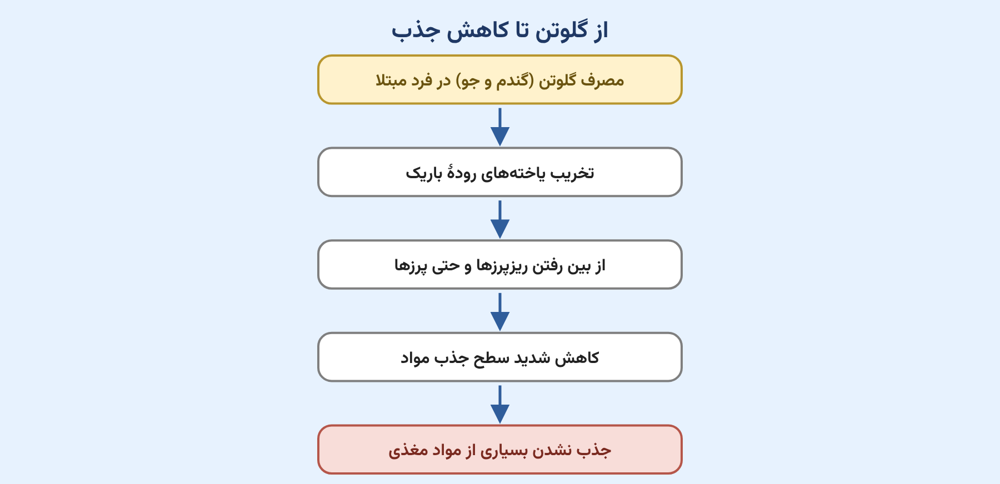 از گلوتن تا کاهش جذب
مصرف گلوتن (گندم و جو) در فرد مبتلا
تخریب یاخته‌های رودهٔ باریک
از بین رفتن ریزپرزها و حتی پرزها
کاهش شدید سطح جذب مواد
جذب نشدن بسیاری از مواد مغذی